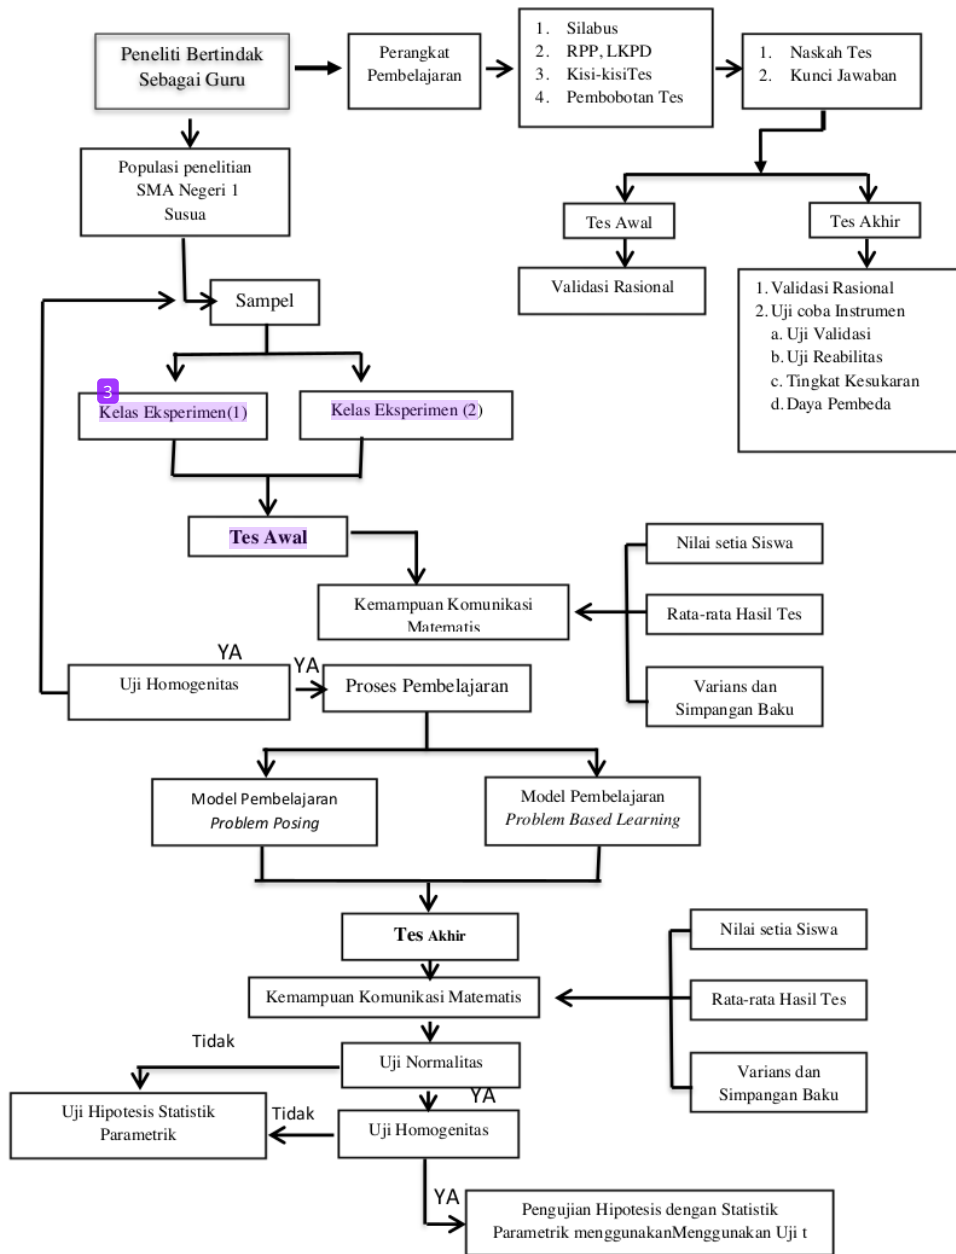 Peneliti Bertindak
Sebagai Guru
Perangkat
Pembelajaran
1. Silabus
2. RPP, LKPD
3. Kisi-kisiTes
4. Pembobotan Tes
1. Naskah Tes
2. Kunci Jawaban
Populasi penelitian
SMA Negeri 1
Susua
Tes Awal
Tes Akhir
Validasi Rasional
1. Validasi Rasional
2. Uji coba Instrumen
a. Uji Validasi
b. Uji Reabilitas
c. Tingkat Kesukaran
d. Daya Pembeda
Sampel
3
Kelas Eksperimen(1)
Kelas Eksperimen (2)
Tes Awal
Kemampuan Komunikasi
Matematis
Nilai setia Siswa
Rata-rata Hasil Tes
Varians dan
Simpangan Baku
YA
Uji Homogenitas
YA
Proses Pembelajaran
Model Pembelajaran
Problem Posing
Model Pembelajaran
Problem Based Learning
Tes Akhir
Kemampuan Komunikasi Matematis
Nilai setia Siswa
Rata-rata Hasil Tes
Varians dan
Simpangan Baku
Tidak
Uji Normalitas
YA
Uji Hipotesis Statistik
Parametrik
Tidak
Uji Homogenitas
YA
Pengujian Hipotesis dengan Statistik
Parametrik menggunakanMenggunakan Uji t